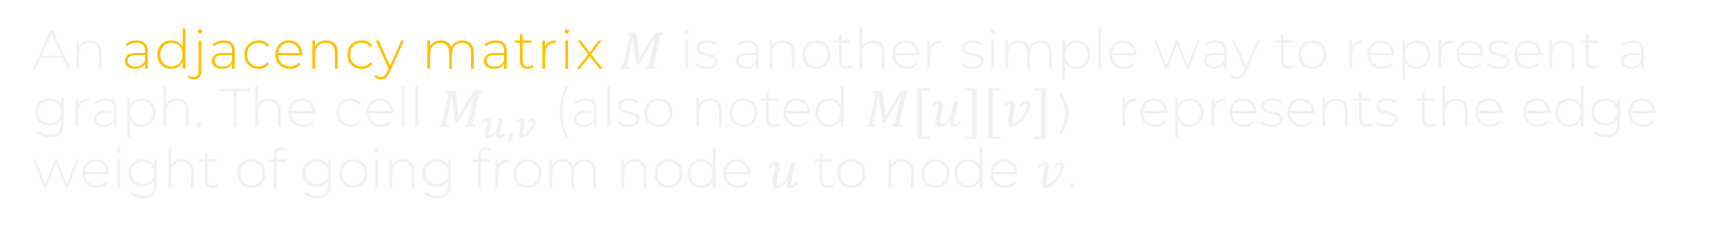 An adjacency matrix M is another simple way to represent a
graph. The cell M_{u,v} (also noted M[u][v]) represents the edge
weight of going from node u to node v.